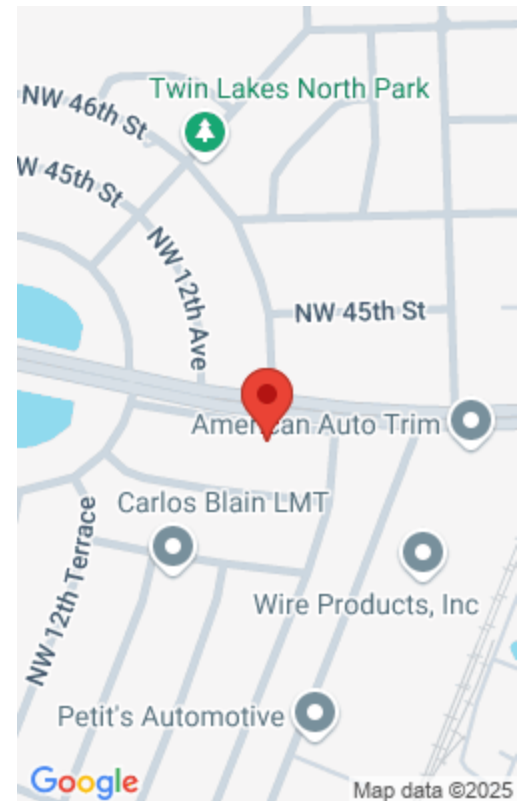 Twin Lakes North Park
NW 46th St
W 45th St
NW 12th Ave
NW 45th St
American Auto Trim
Carlos Blain LMT
NW 12th Terrace
Wire Products, Inc
Petit's Automotive
Google
Map data ©2025